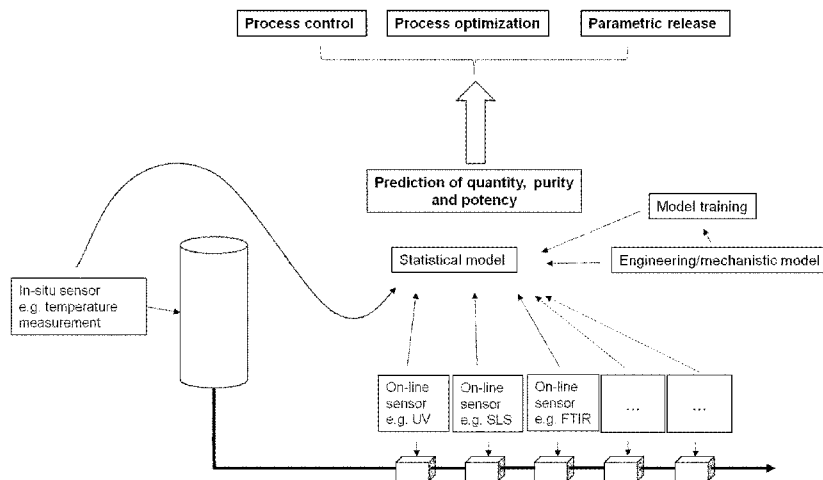 Process control
Process optimization
Parametric release
Prediction of quantity, purity
and potency
Model training
Statistical model
Engineering/mechanistic model
In-situ sensor
e.g. temperature
measurement
On-line
sensor
e.g. UV
On-line
sensor
e.g. SLS
On-line
sensor
e.g. FTIR
...
...